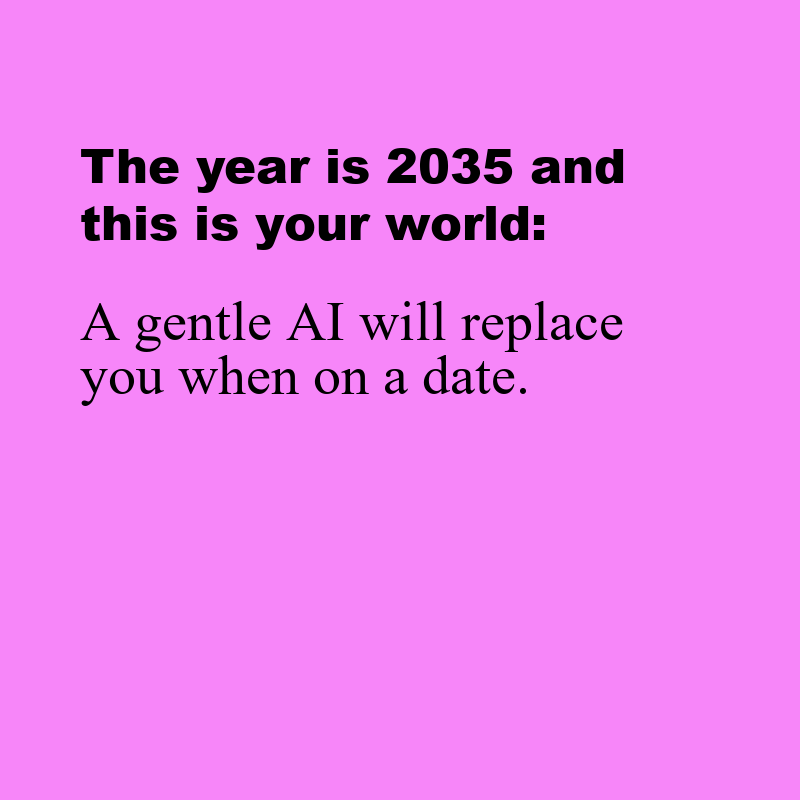 The year is 2035 and
this is your world:
A gentle AI will replace
you when on a date.